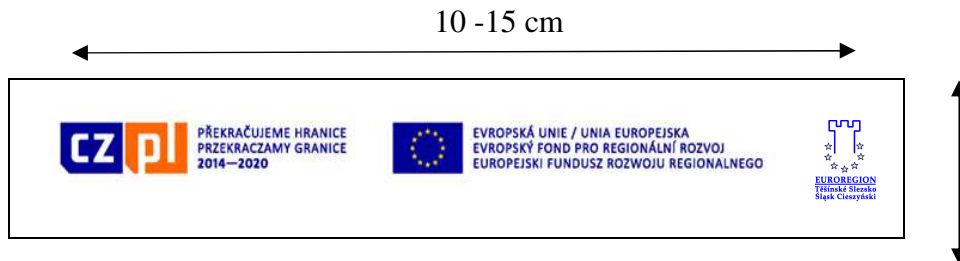 10 -15 cm
cz pl
PŘEKRAČUJEME HRANICE
PRZEKRACZAMY GRANICE
2014—2020
EVROPSKÁ UNIE / UNIA EUROPEJSKA
EVROPSKÝ FOND PRO REGIONÁLNÍ ROZVOJ
EUROPEJSKI FUNDUSZ ROZWOJU REGIONALNEGO
EUROREGION
Těšínské Slezsko
Śląsk Cieszyński